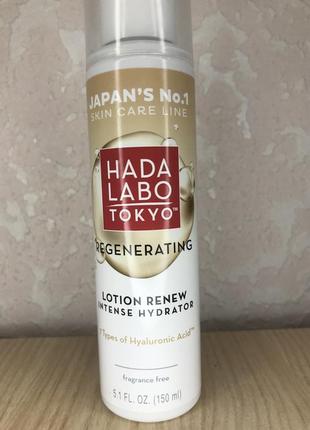 JAPAN'S No.1
SKIN CARE LINE
HADA
LABO
TOKYO™
REGENERATING
LOTION RENEW
INTENSE HYDRATOR
Types of Hyaluronic Acid™
fragrance free
5.1 FL. OZ. (150 ml)